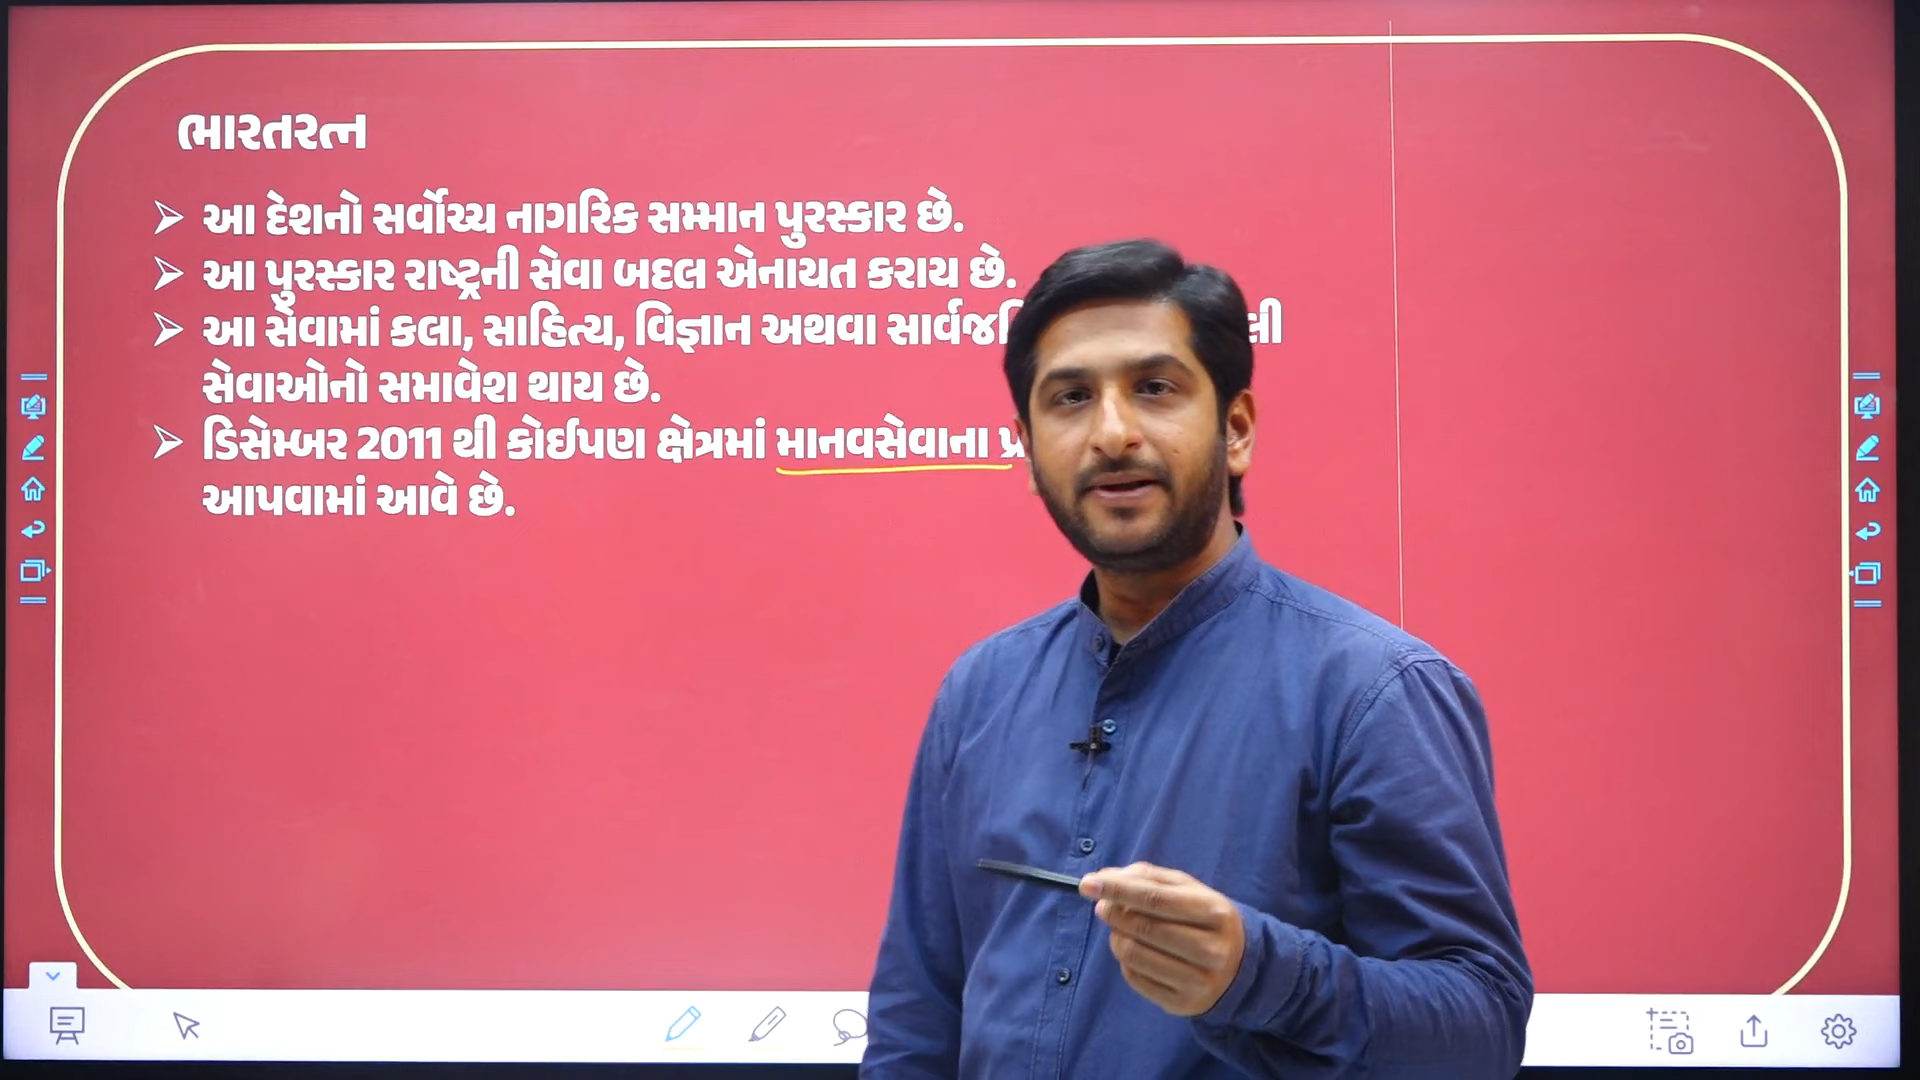 ભારતરત્ન
આ દેશનો સર્વોચ્ચ નાગરિક સમ્માન પુરસ્કાર છે.
આ પુરસ્કાર રાષ્ટ્રની સેવા બદલ એનાયત કરાય છે.
આ સેવામાં કલા, સાહિત્ય, વિજ્ઞાન અથવા
સેવાઓનો સમાવેશ થાય છે.
ડિસેમ્બર 2011 થી કોઈપણ ક્ષેત્રમાં માનવસેવાના
આપવામાં આવે છે.